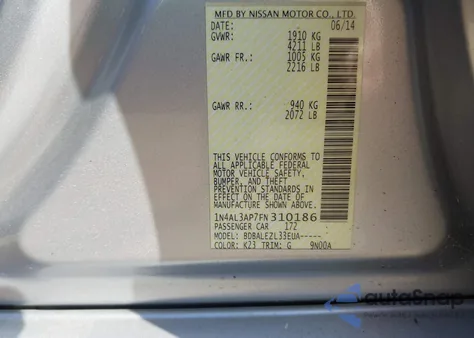 MFD BY NISSAN MOTOR CO., LTD.
DATE: 06/14
GVWR: 1910 KG
4211 LB
GAWR FR.: 1005 KG
2216 LB
GAWR RR.: 940 KG
2072 LB
THIS VEHICLE CONFORMS TO
ALL APPLICABLE FEDERAL
MOTOR VEHICLE SAFETY,
BUMPER, AND THEFT
PREVENTION STANDARDS
IN EFFECT ON THE DATE OF
MANUFACTURE SHOWN ABOVE.
1N4AL3AP7FN310186
PASSENGER CAR 172
MODEL: BDBALEZL33EUA-----
COLOR: K23 TRIM: G 9N00A
autoSnap